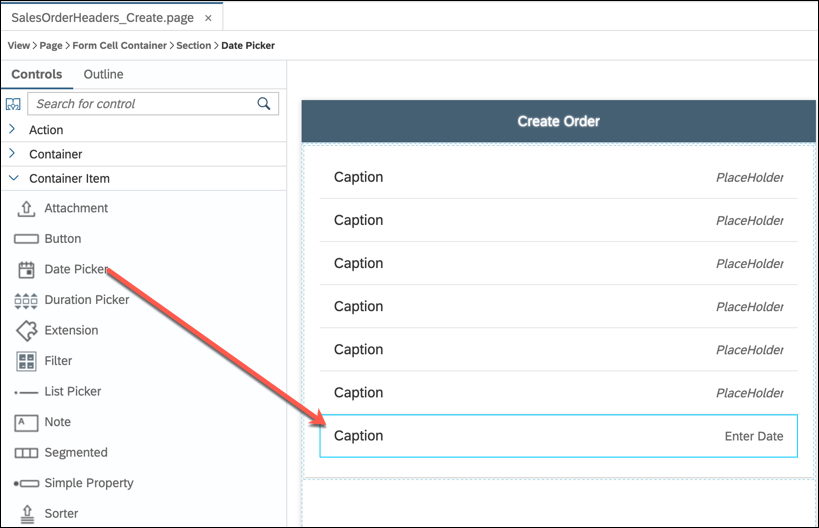 SalesOrderHeaders_Create.page ×
View > Page > Form Cell Container > Section > Date Picker
Controls Outline
Search for control
Action
Container
Container Item
Attachment
Button
Date Picker
Duration Picker
Extension
Filter
List Picker
Note
Segmented
Simple Property
Sorter
Create Order
Caption PlaceHolder
Caption PlaceHolder
Caption PlaceHolder
Caption PlaceHolder
Caption PlaceHolder
Caption PlaceHolder
Caption Enter Date